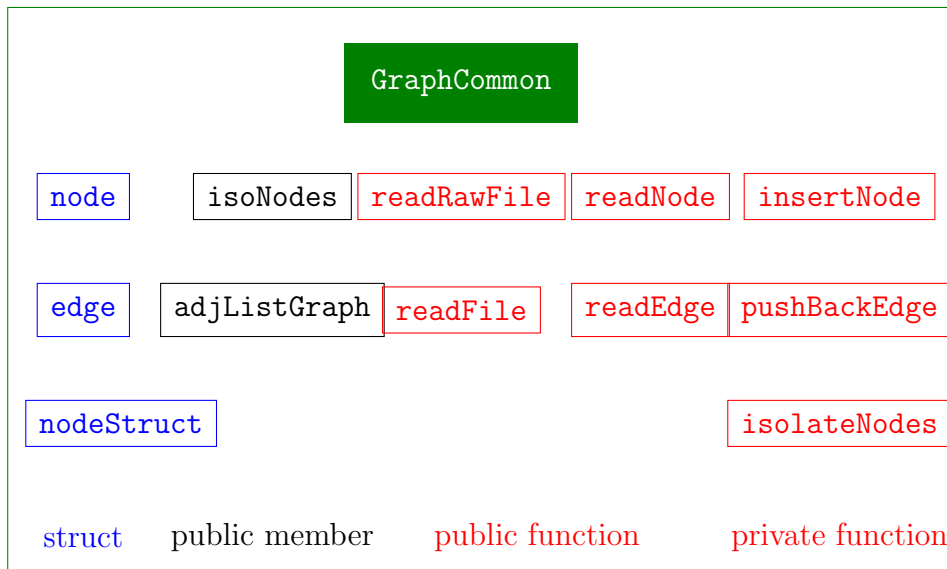 GraphCommon
node isoNodes readRawFile readNode insertNode
edge adjListGraph readFile readEdge pushBackEdge
nodeStruct isolateNodes
struct public member public function private function